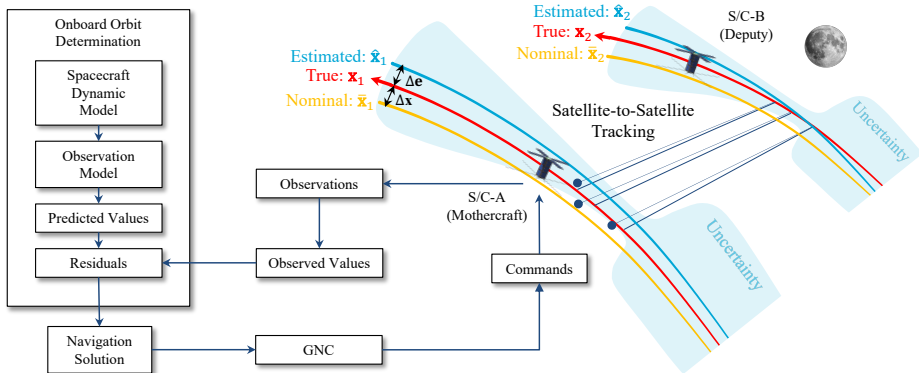 Onboard Orbit
Determination
Spacecraft
Dynamic
Model
Observation
Model
Predicted Values
Residuals
Navigation
Solution
Observations
Observed Values
GNC
Commands
S/C-A
(Mothercraft)
Estimated: x̂₁
True: x₁
Nominal: x̄₁
Δe
Δx
Satellite-to-Satellite
Tracking
Estimated: x̂₂
True: x₂
Nominal: x̄₂
S/C-B
(Deputy)
Uncertainty
Uncertainty